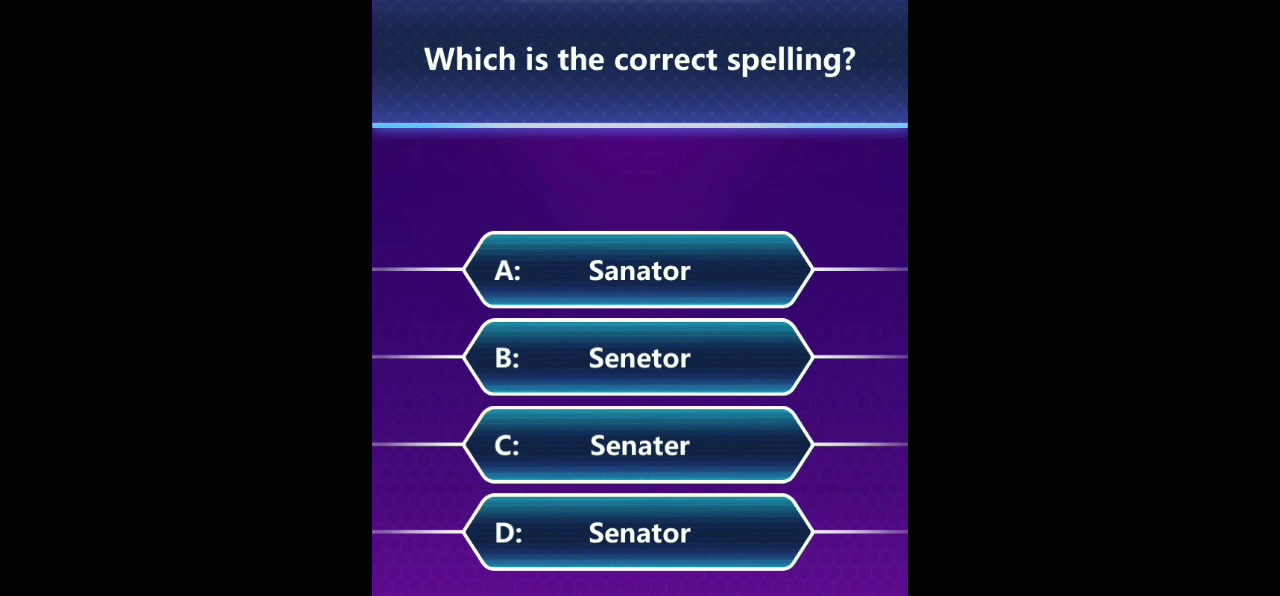 Which is the correct spelling?
A: Sanator
B: Senetor
C: Senater
D: Senator